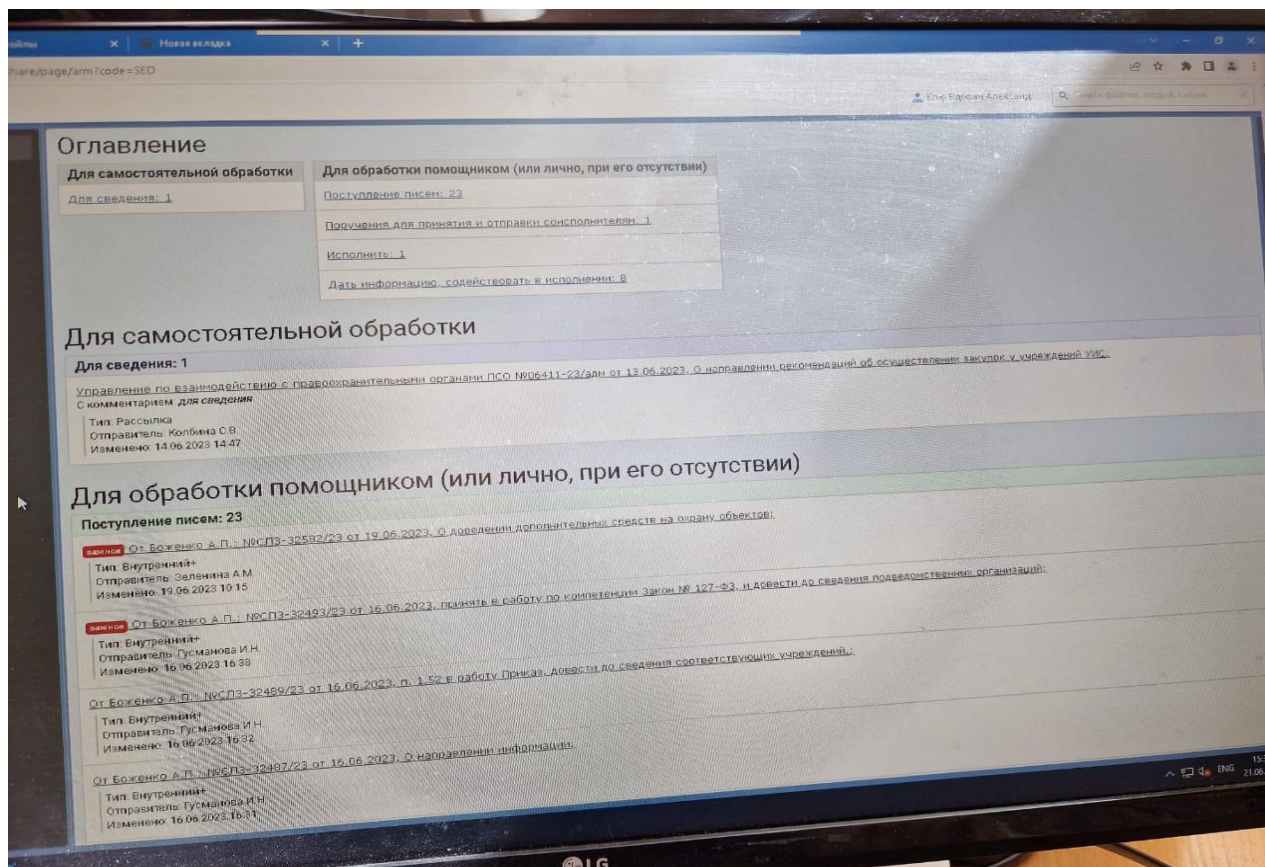 Новая вкладка
share/page/arm?code=SED
Оглавление
Для самостоятельной обработки
Для сведения: 1
Для обработки помощником (или лично, при его отсутствии)
Поступление писем: 23
Поручения для принятия и отправки соисполнителям: 1
Исполнить: 1
Дать информацию, содействовать в исполнении: 8
Для самостоятельной обработки
Для сведения: 1
Управление по взаимодействию с правоохранительными органами ПСО №06411-23/адм от 13.06.2023, О направлении рекомендаций об осуществлении закупок у учреждений УИС;
С комментарием: для сведения
Тип: Рассылка
Отправитель: Колбина С.В.
Изменено: 14.06.2023 14:47
Для обработки помощником (или лично, при его отсутствии)
Поступление писем: 23
важное От Боженко А.П.; №СПЗ-32582/23 от 19.06.2023, О доведении дополнительных средств на охрану объектов;
Тип: Внутренний+
Отправитель: Зеленина А.М.
Изменено: 19.06.2023 10:15
важное От Боженко А.П.; №СПЗ-32493/23 от 16.06.2023, принять в работу по компетенции закон № 127-ФЗ, и довести до сведения подведомственных организаций;
Тип: Внутренний+
Отправитель: Гусманова И.Н.
Изменено: 16.06.2023 16:38
От Боженко А.П.; №СПЗ-32489/23 от 16.06.2023, п. 1.52 в работу Приказ, довести до сведения соответствующих учреждений.;
Тип: Внутренний+
Отправитель: Гусманова И.Н.
Изменено: 16.06.2023 16:32
От Боженко А.П.; №СПЗ-32487/23 от 16.06.2023, О направлении информации;
Тип: Внутренний+
Отправитель: Гусманова И.Н.
Изменено: 16.06.2023 16:31
ENG
LG